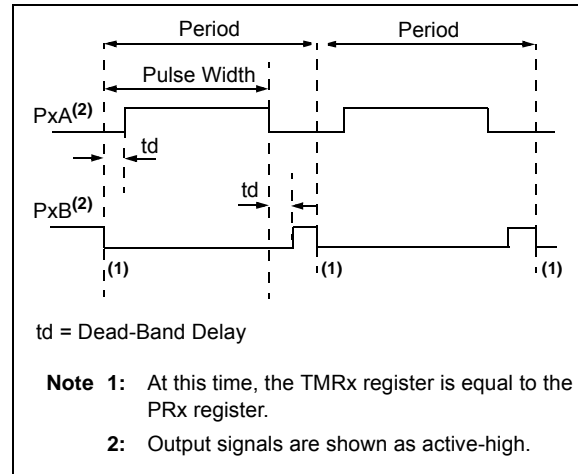 Period Period
Pulse Width
PxA(2)
td
td
PxB(2)
(1) (1) (1)
td = Dead-Band Delay
Note 1: At this time, the TMRx register is equal to the
PRx register.
2: Output signals are shown as active-high.